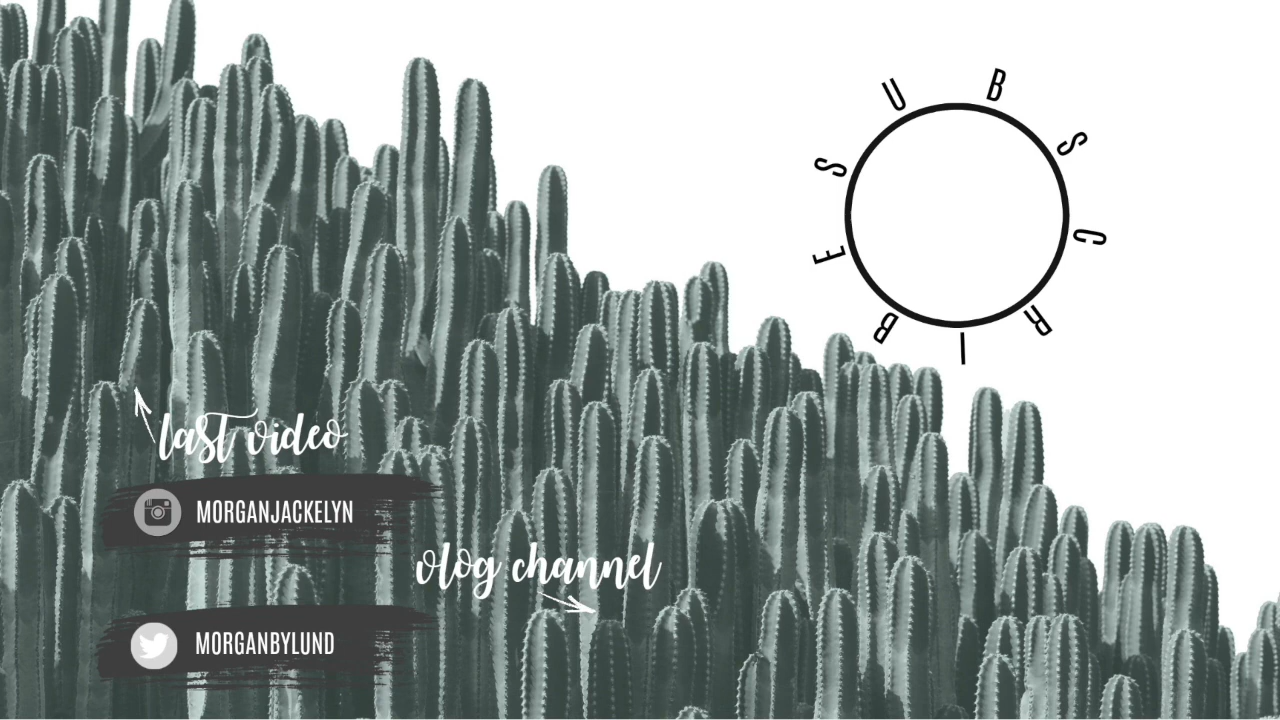 SUBSCRIBE
last video
MORGANJACKELYN
vlog channel
MORGANBYLUND